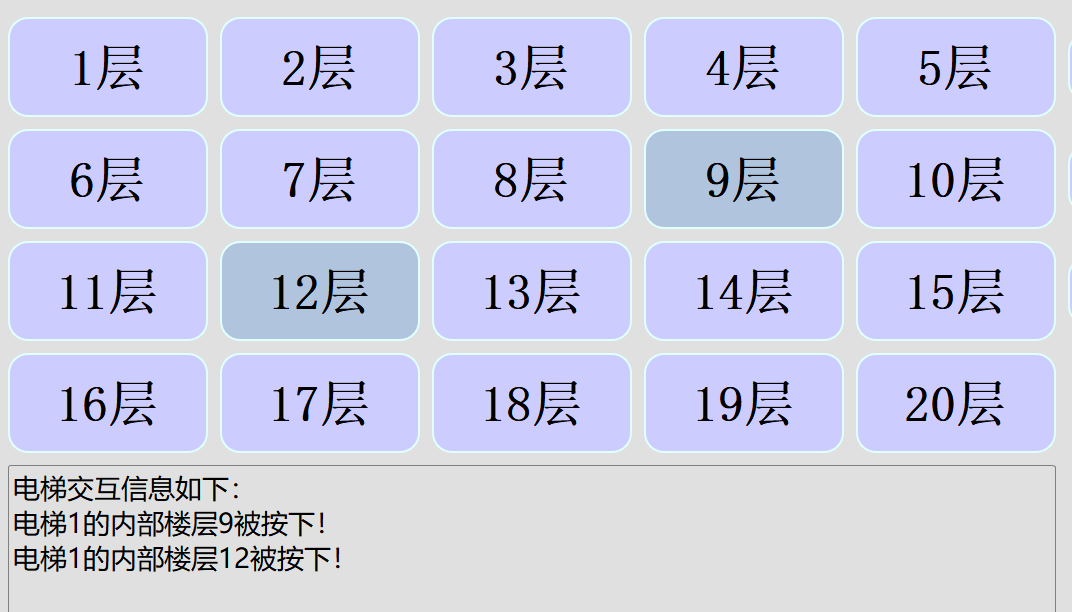 1层 2层 3层 4层 5层
6层 7层 8层 9层 10层
11层 12层 13层 14层 15层
16层 17层 18层 19层 20层
电梯交互信息如下：
电梯1的内部楼层9被按下！
电梯1的内部楼层12被按下！